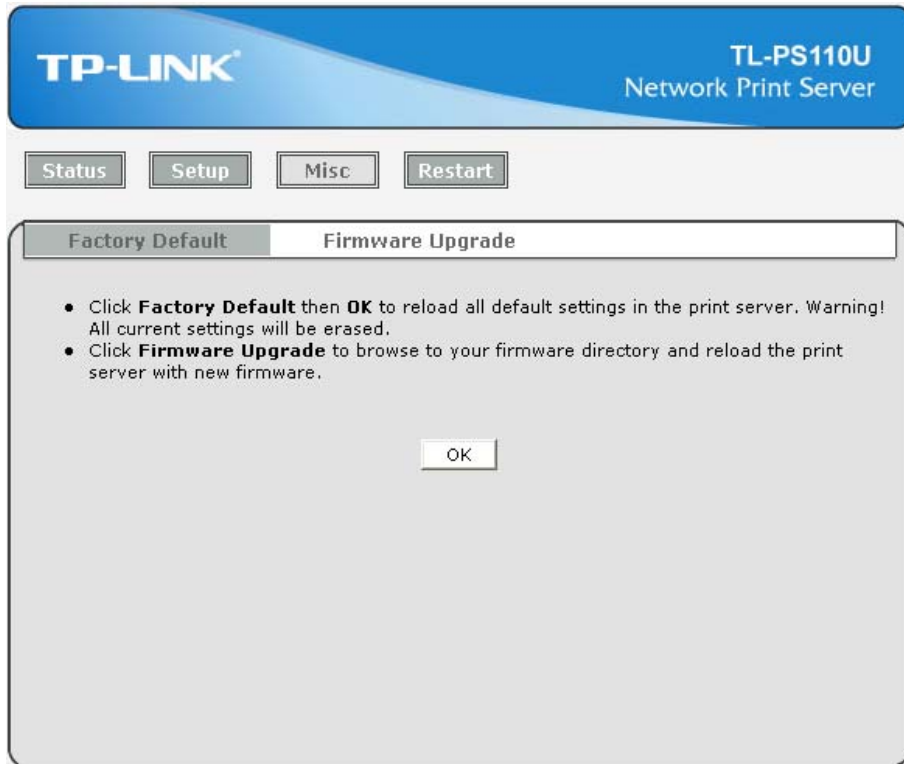 TP-LINK®
TL-PS110U
Network Print Server
Status Setup Misc Restart
Factory Default Firmware Upgrade
● Click Factory Default then OK to reload all default settings in the print server. Warning!
All current settings will be erased.
● Click Firmware Upgrade to browse to your firmware directory and reload the print
server with new firmware.
OK